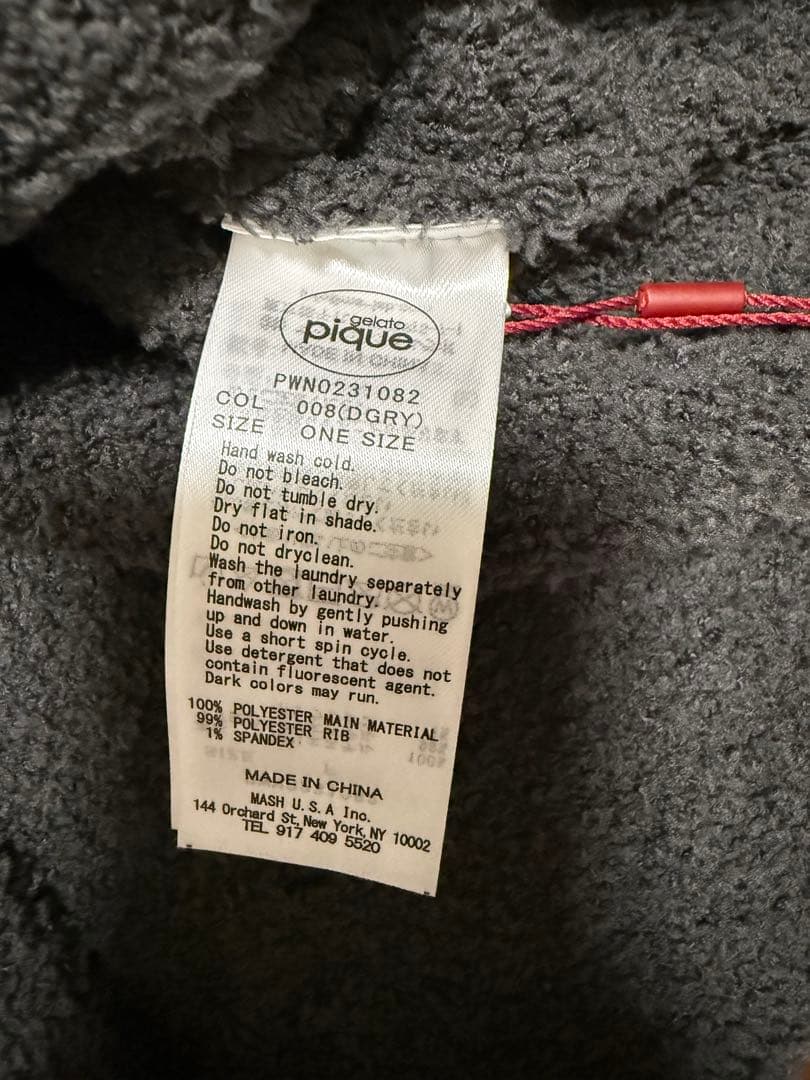 gelato
pique
PWN0231082
COL 008(DGRY)
SIZE ONE SIZE
Hand wash cold.
Do not bleach.
Do not tumble dry.
Dry flat in shade.
Do not iron.
Do not dryclean.
Wash the laundry separately
from other laundry.
Handwash by gently pushing
up and down in water.
Use a short spin cycle.
Use detergent that does not
contain fluorescent agent.
Dark colors may run.
100% POLYESTER MAIN MATERIAL
99% POLYESTER RIB
1% SPANDEX
MADE IN CHINA
MASH U.S.A Inc.
144 Orchard St, New York, NY 10002
TEL 917 409 5520